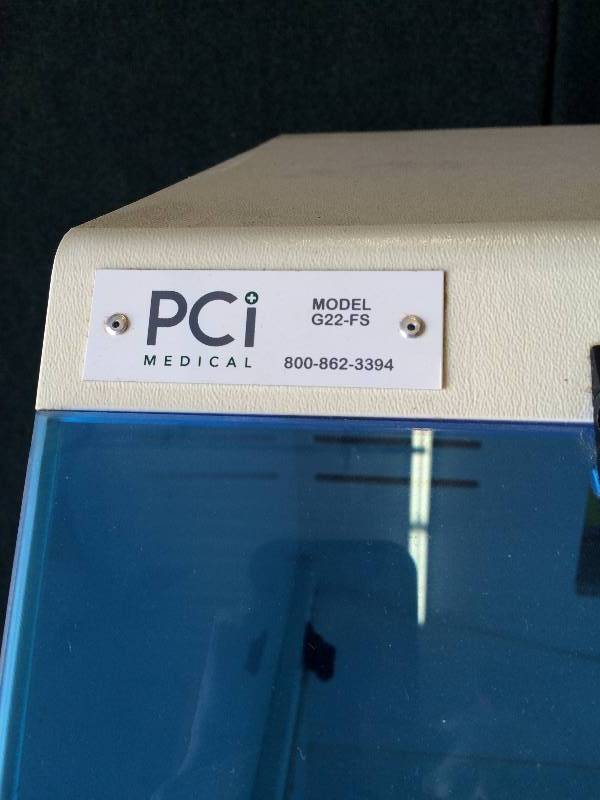 PCi
MEDICAL
MODEL
G22-FS
800-862-3394